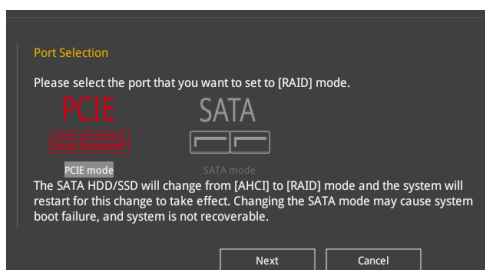 Port Selection
Please select the port that you want to set to [RAID] mode.
PCIE SATA
PCIE mode SATA mode
The SATA HDD/SSD will change from [AHCI] to [RAID] mode and the system will
restart for this change to take effect. Changing the SATA mode may cause system
boot failure, and system is not recoverable.
Next Cancel